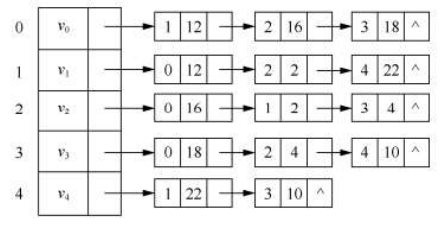 0 v₀ 1 12 2 16 3 18 ^
1 v₁ 0 12 2 2 4 22 ^
2 v₂ 0 16 1 2 3 4 ^
3 v₃ 0 18 2 4 4 10 ^
4 v₄ 1 22 3 10 ^